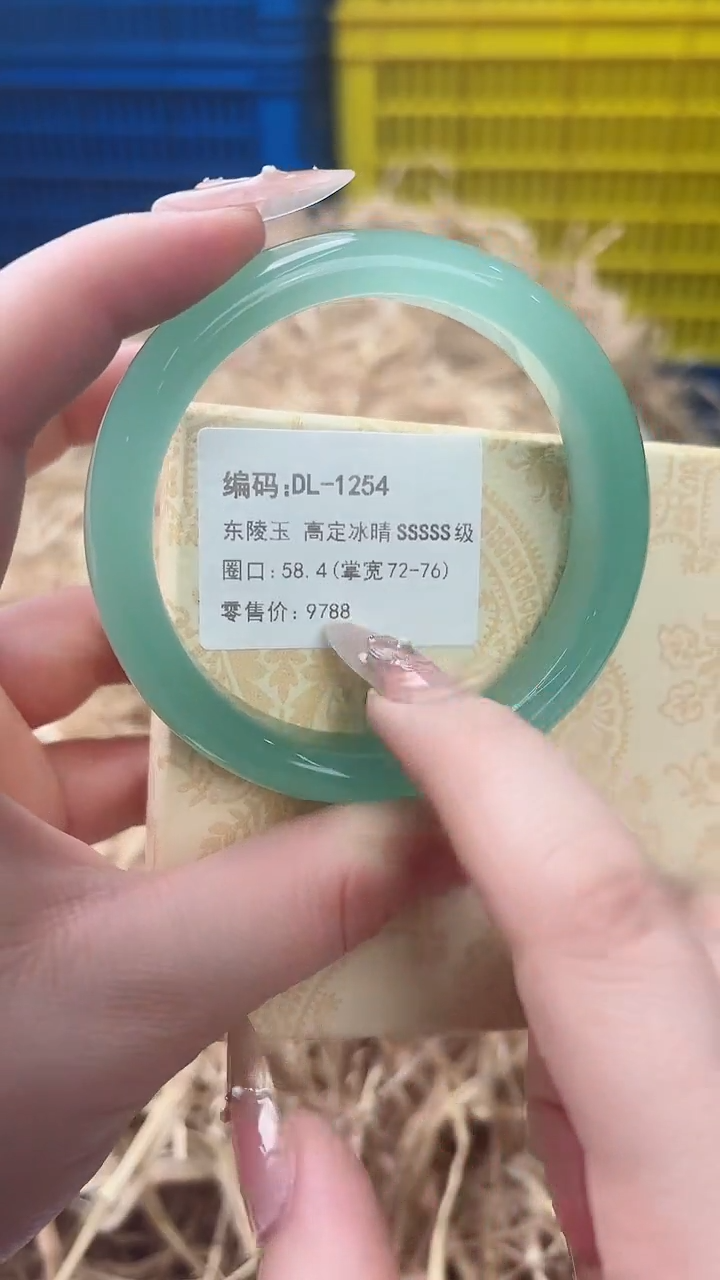 编码:DL-1254
东陵玉 高定冰晴SSSSS级
圈口:58.4(掌宽72-76)
零售价:9788